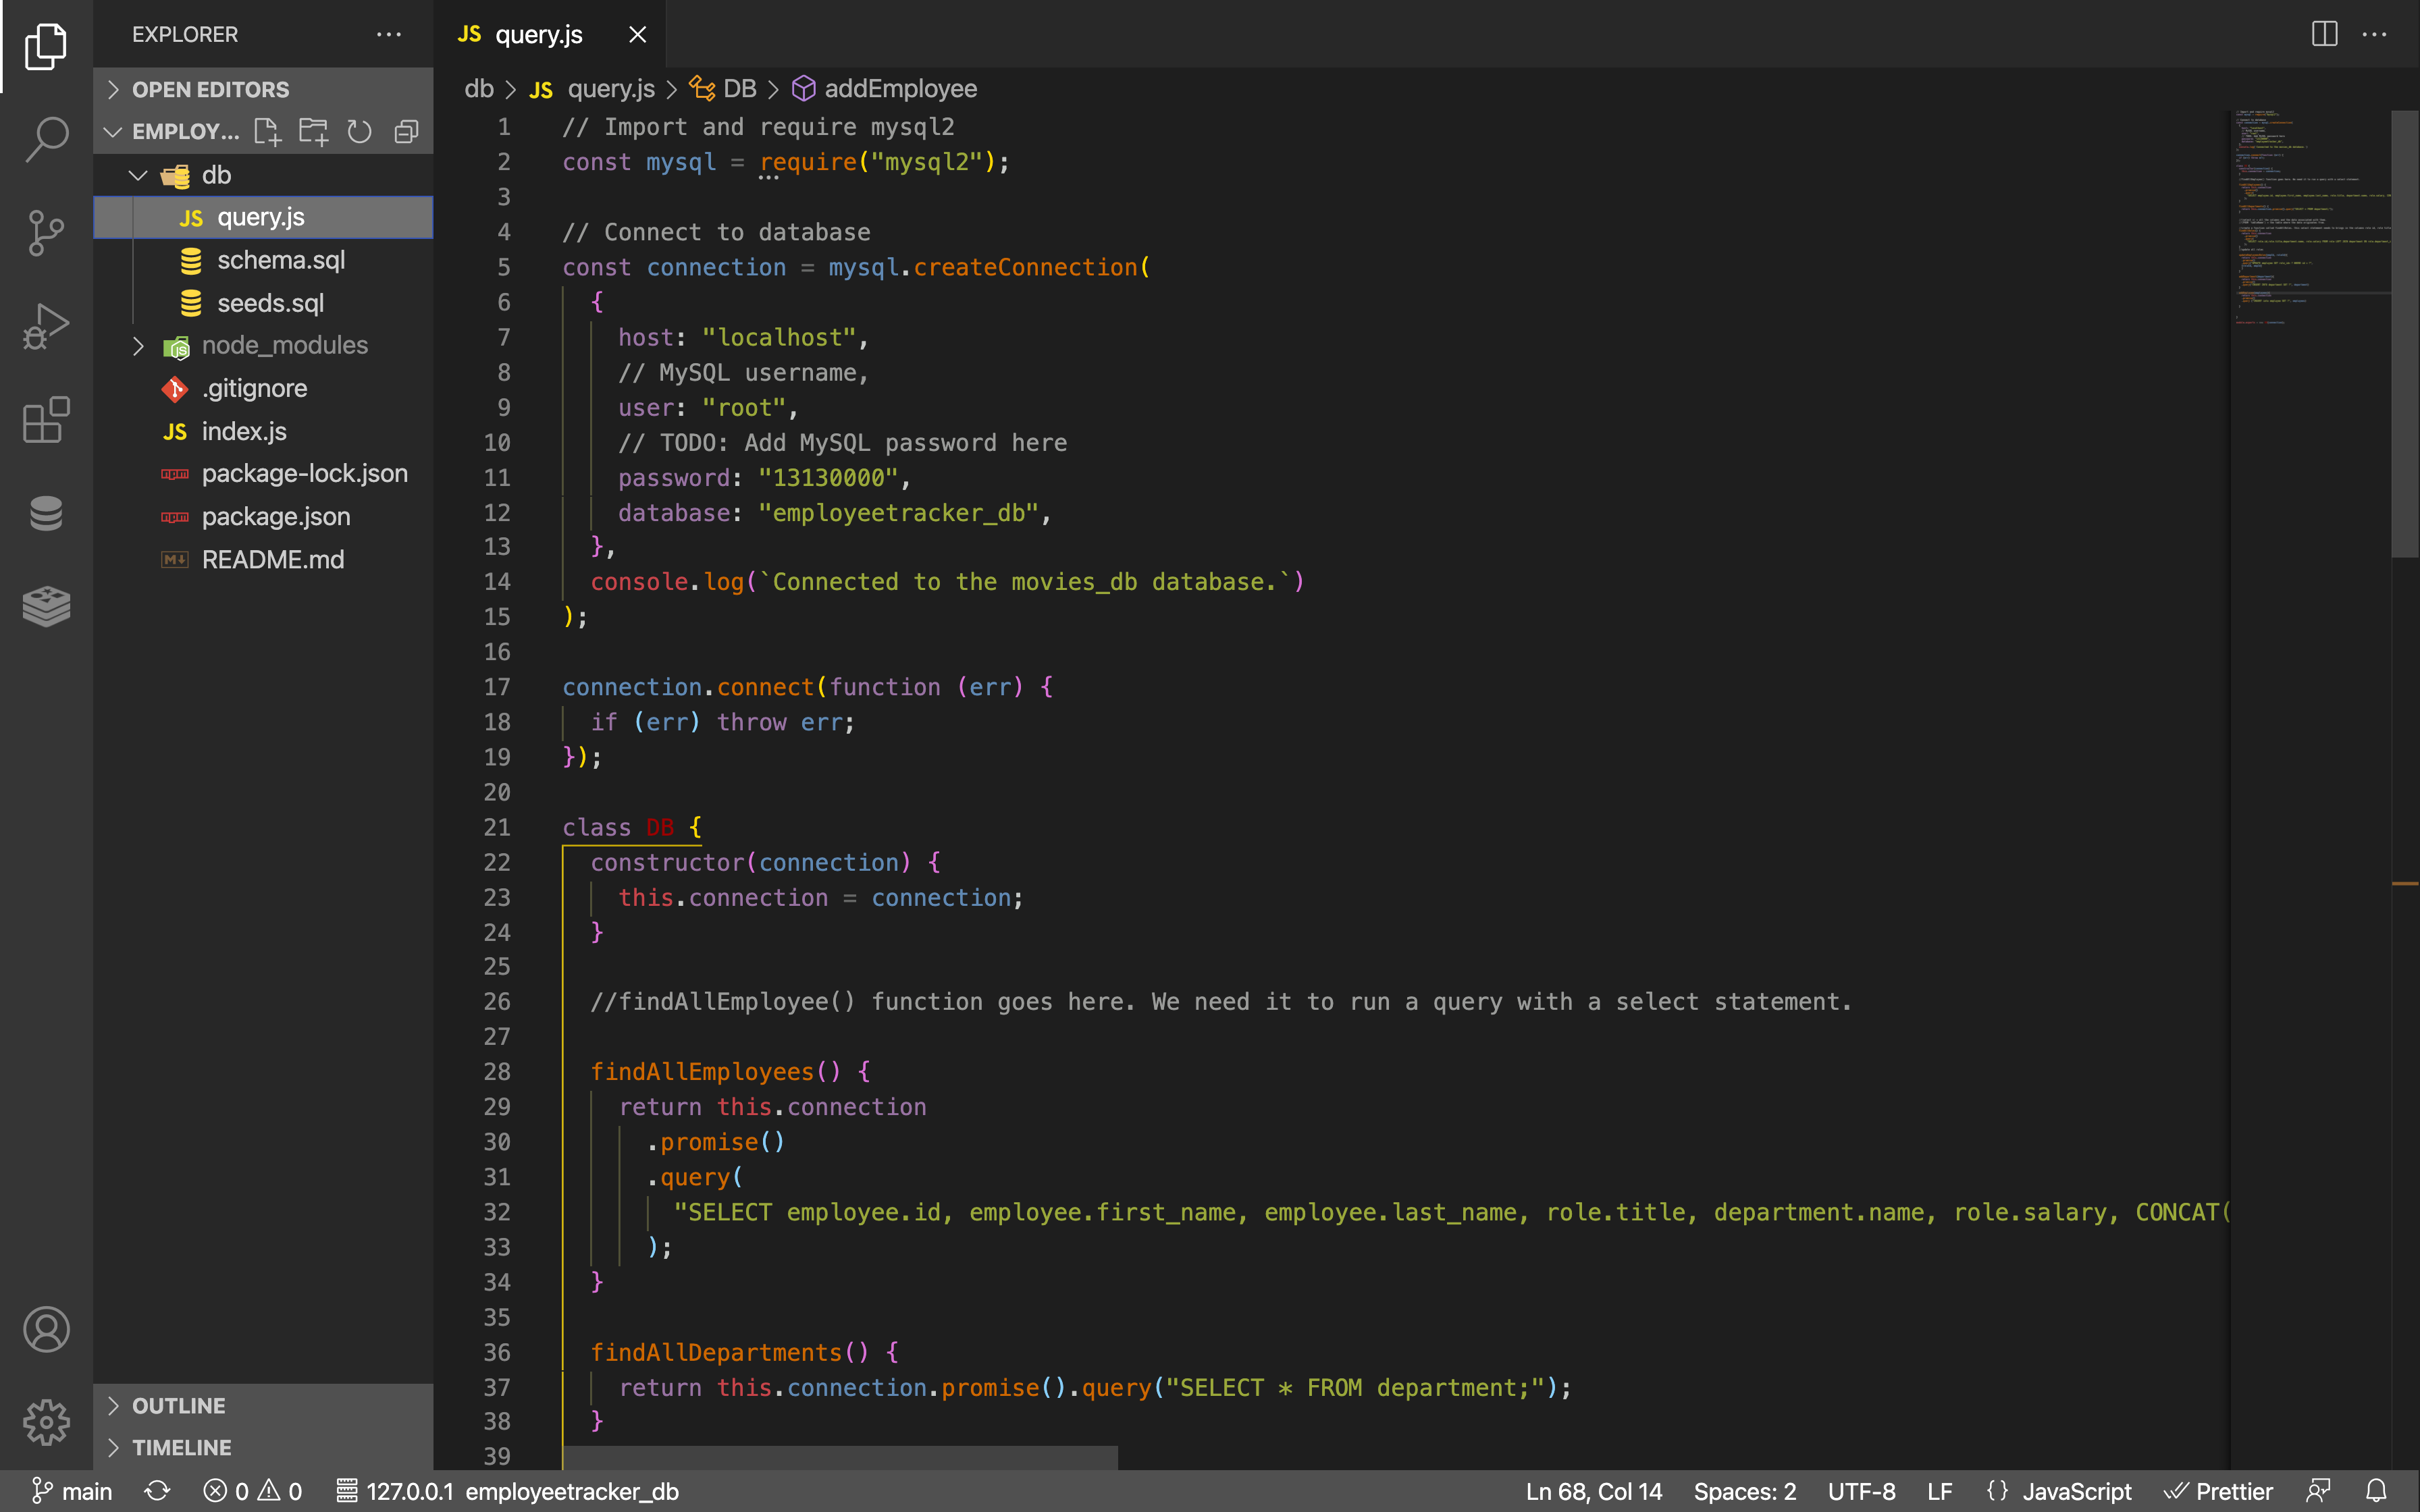 EXPLORER
OPEN EDITORS
EMPLOY...
db
JS query.js
schema.sql
seeds.sql
node_modules
.gitignore
JS index.js
package-lock.json
package.json
README.md
OUTLINE
TIMELINE
JS query.js
db > JS query.js > DB > addEmployee
1 // Import and require mysql2
2 const mysql = require("mysql2");
3
4 // Connect to database
5 const connection = mysql.createConnection(
6 {
7 host: "localhost",
8 // MySQL username,
9 user: "root",
10 // TODO: Add MySQL password here
11 password: "13130000",
12 database: "employeetracker_db",
13 },
14 console.log(`Connected to the movies_db database.`)
15 );
16
17 connection.connect(function (err) {
18 if (err) throw err;
19 });
20
21 class DB {
22 constructor(connection) {
23 this.connection = connection;
24 }
25
26 //findAllEmployee() function goes here. We need it to run a query with a select statement.
27
28 findAllEmployees() {
29 return this.connection
30 .promise()
31 .query(
32 "SELECT employee.id, employee.first_name, employee.last_name, role.title, department.name, role.salary, CONCAT(
33 );
34 }
35
36 findAllDepartments() {
37 return this.connection.promise().query("SELECT * FROM department;");
38 }
39
main 0 0 127.0.0.1 employeetracker_db Ln 68, Col 14 Spaces: 2 UTF-8 LF {} JavaScript Prettier